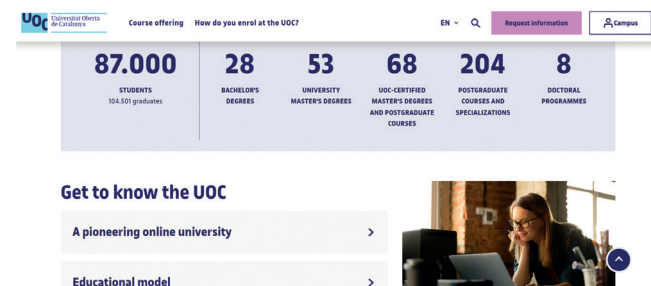 UOC Universitat Oberta
de Catalunya
Course offering How do you enrol at the UOC? EN Request information Campus
87.000
STUDENTS
104.501 graduates
28
BACHELOR'S
DEGREES
53
UNIVERSITY
MASTER'S DEGREES
68
UOC-CERTIFIED
MASTER'S DEGREES
AND POSTGRADUATE
COURSES
204
POSTGRADUATE
COURSES AND
SPECIALIZATIONS
8
DOCTORAL
PROGRAMMES
Get to know the UOC
A pioneering online university
Educational model